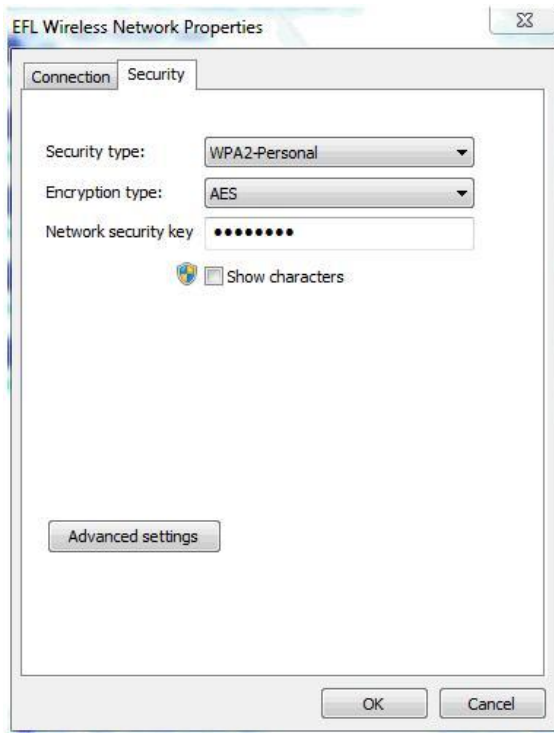 EFL Wireless Network Properties
Connection Security
Security type: WPA2-Personal
Encryption type: AES
Network security key ••••••••
Show characters
Advanced settings
OK Cancel